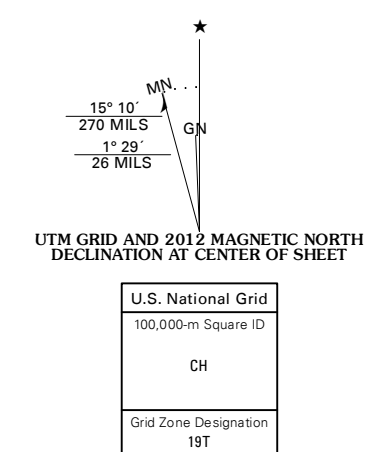 MN
15° 10´
270 MILS
GN
1° 29´
26 MILS
UTM GRID AND 2012 MAGNETIC NORTH
DECLINATION AT CENTER OF SHEET
U.S. National Grid
100,000-m Square ID
CH
Grid Zone Designation
19T